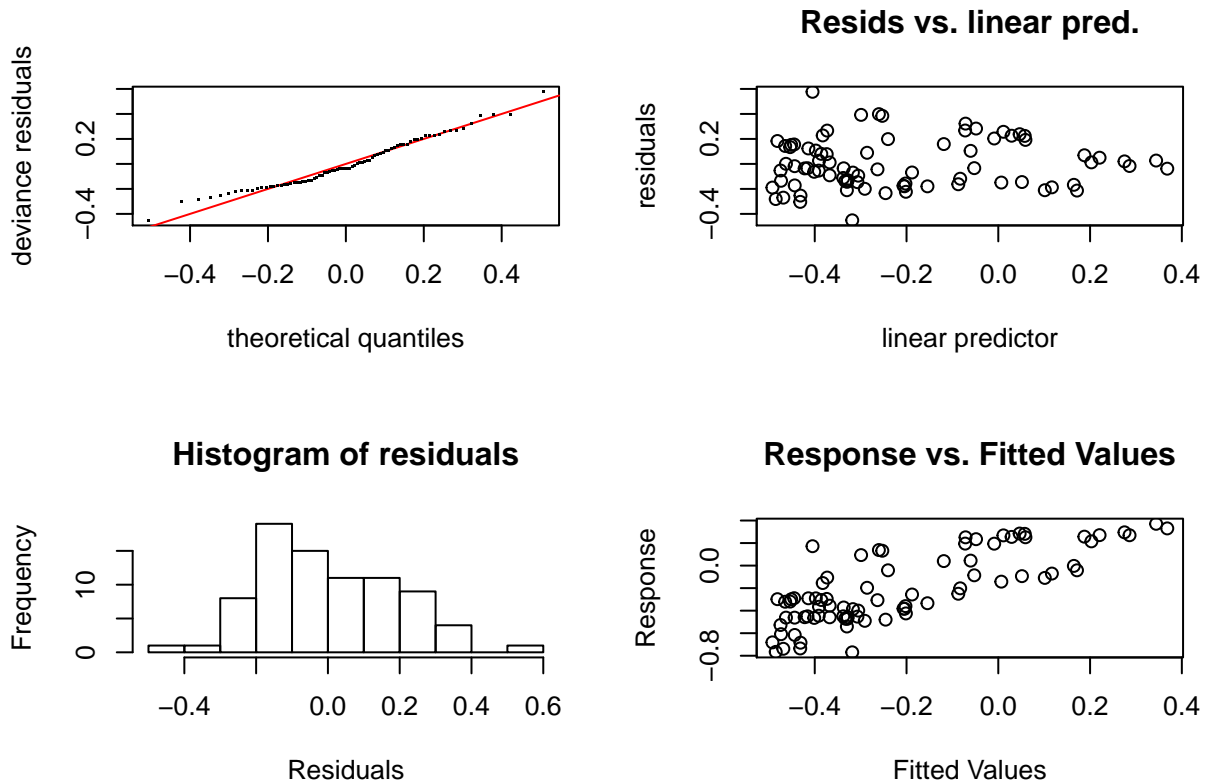 deviance residuals
0.2
−0.4
−0.4 −0.2 0.0 0.2 0.4
theoretical quantiles
Resids vs. linear pred.
residuals
0.2
−0.4
−0.4 −0.2 0.0 0.2 0.4
linear predictor
Histogram of residuals
Frequency
10
0
−0.4 0.0 0.2 0.4 0.6
Residuals
Response vs. Fitted Values
Response
0.0
−0.8
−0.4 −0.2 0.0 0.2 0.4
Fitted Values